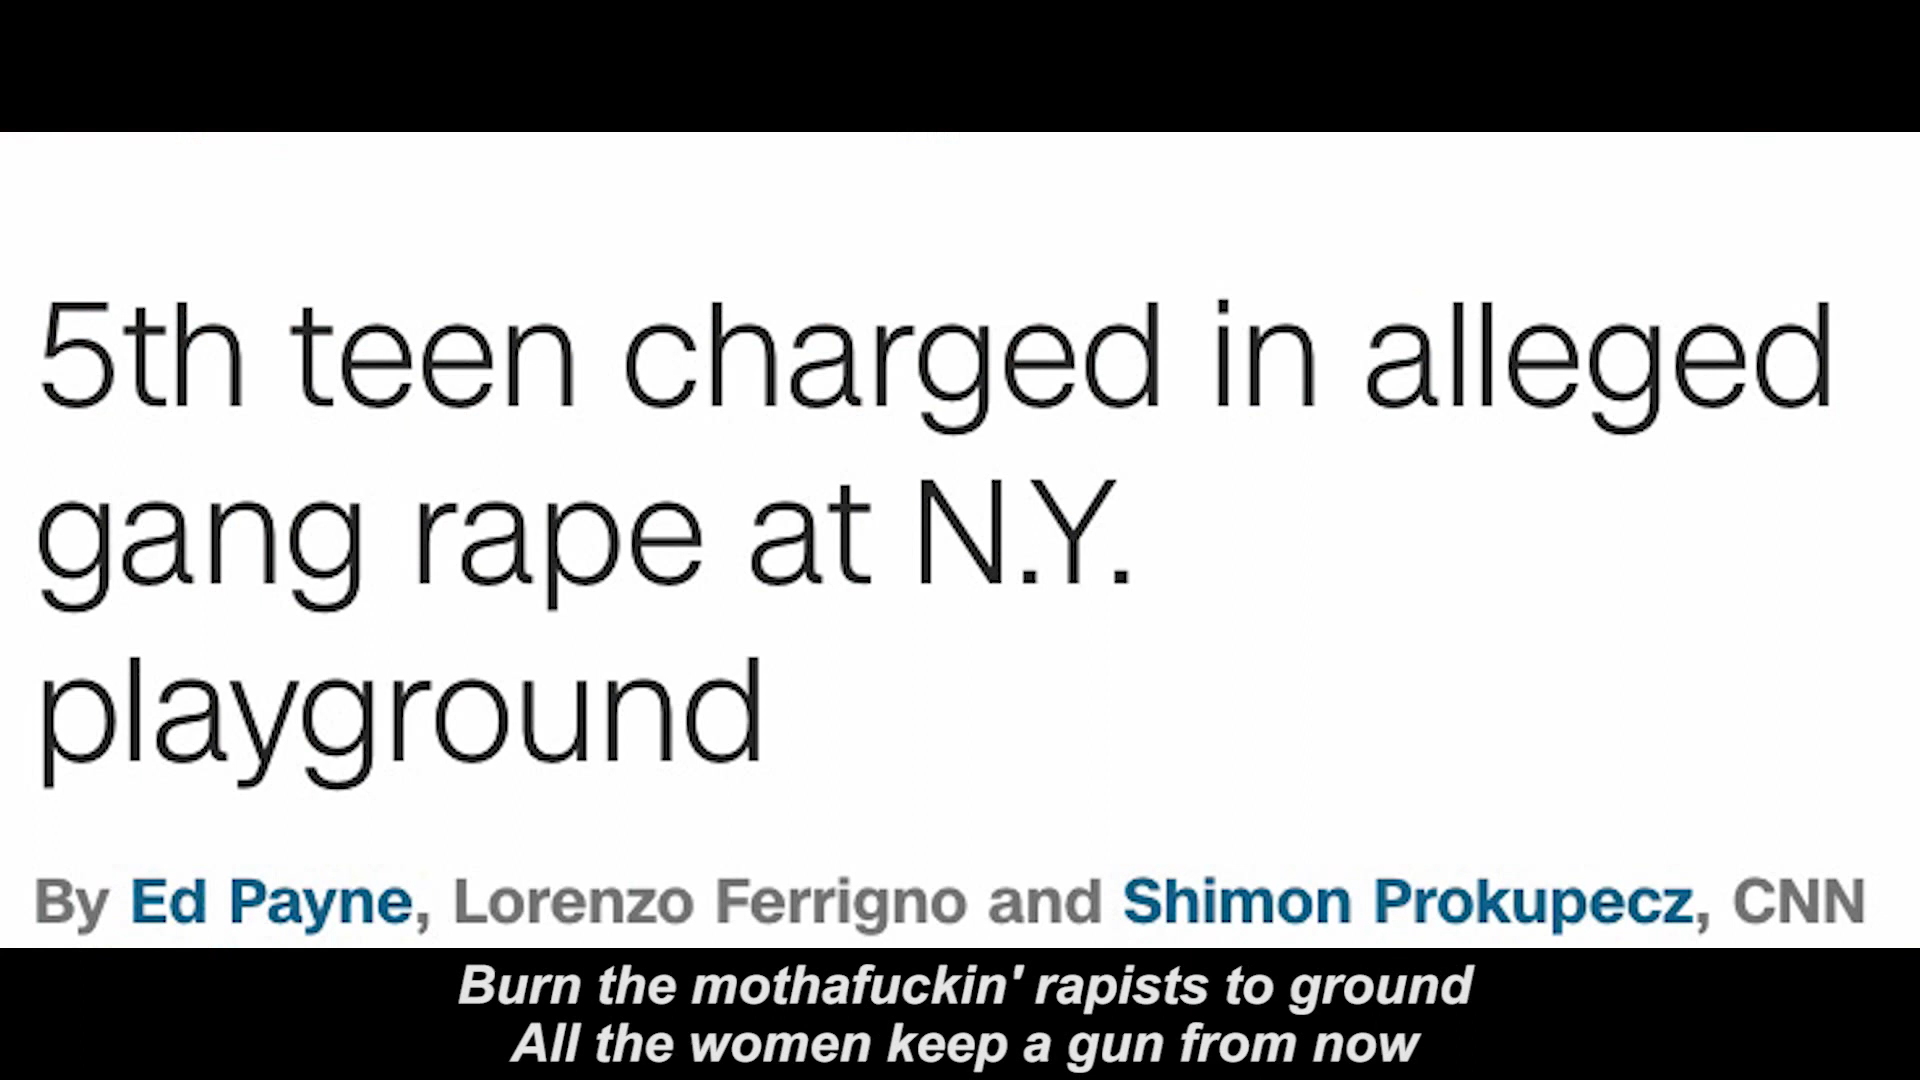 5th teen charged in alleged
gang rape at N.Y.
playground
By Ed Payne, Lorenzo Ferrigno and Shimon Prokupecz, CNN
Burn the mothafuckin' rapists to ground
All the women keep a gun from now